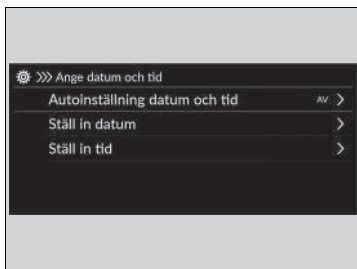 Ange datum och tid
Autoinställning datum och tid AV
Ställ in datum
Ställ in tid